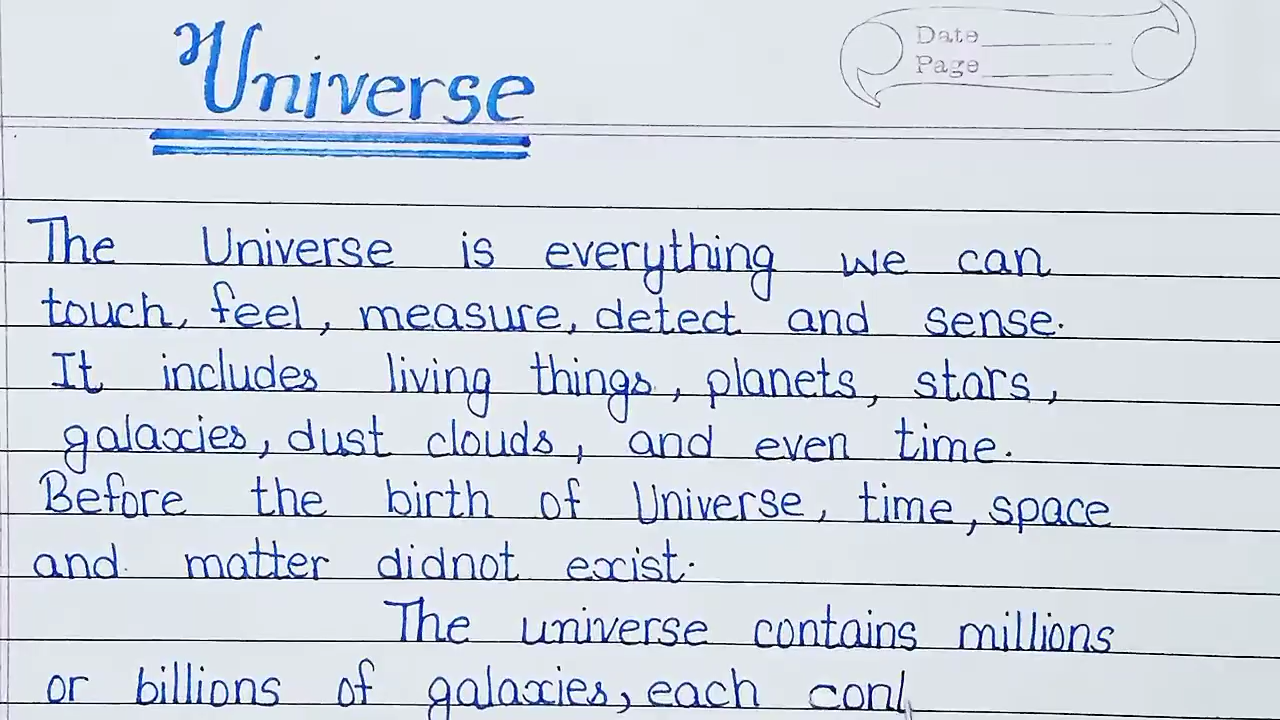 Universe
Date
Page
The Universe is everything we can
touch, feel, measure, detect and sense.
It includes living things, planets, stars,
galaxies, dust clouds, and even time.
Before the birth of Universe, time, space
and matter didnot exist.
The universe contains millions
or billions of galaxies, each